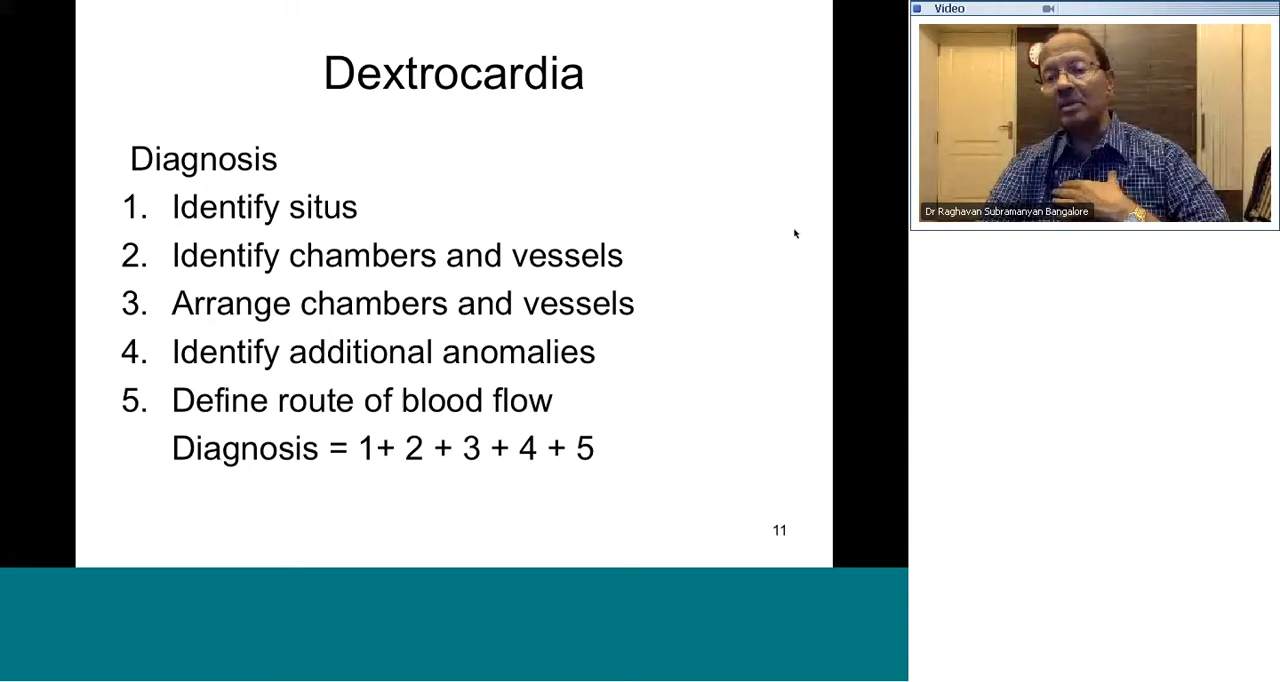 Dextrocardia
Diagnosis
1. Identify situs
2. Identify chambers and vessels
3. Arrange chambers and vessels
4. Identify additional anomalies
5. Define route of blood flow
Diagnosis = 1+ 2 + 3 + 4 + 5
11
Video
Dr Raghavan Subramanyan Bangalore